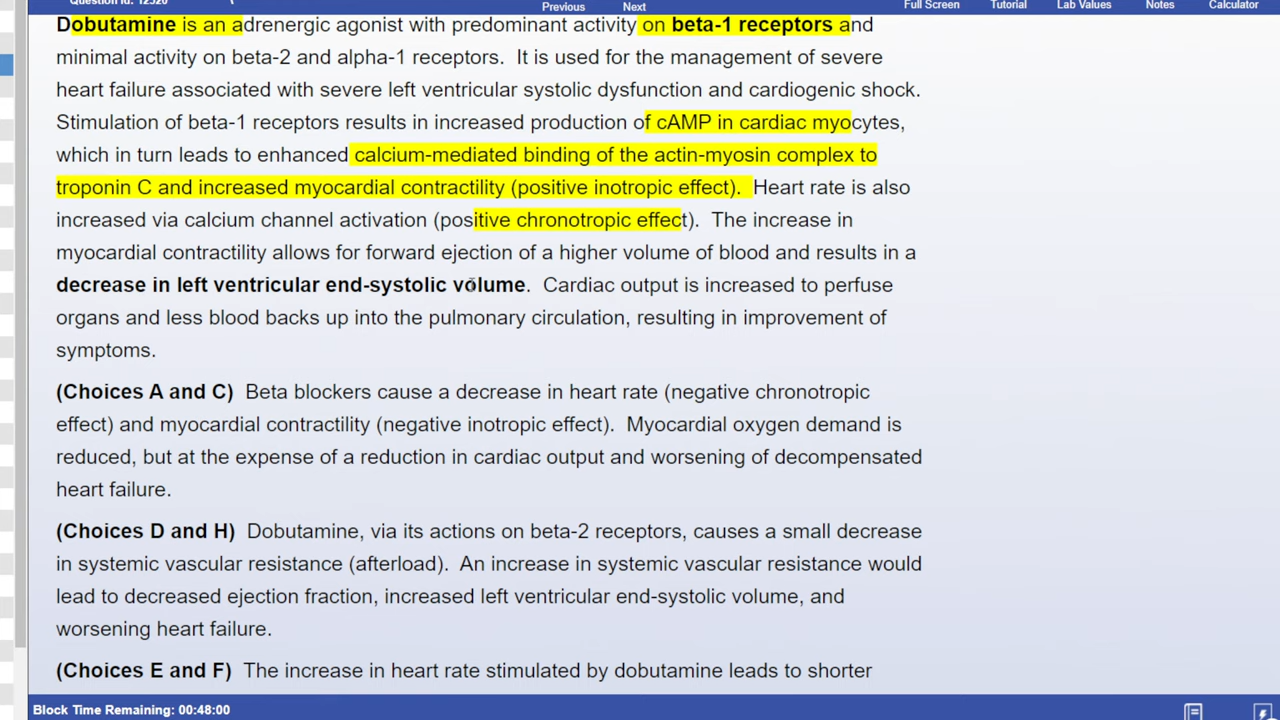 Previous Next Full Screen Tutorial Lab Values Notes Calculator
Dobutamine is an adrenergic agonist with predominant activity on beta-1 receptors and
minimal activity on beta-2 and alpha-1 receptors. It is used for the management of severe
heart failure associated with severe left ventricular systolic dysfunction and cardiogenic shock.
Stimulation of beta-1 receptors results in increased production of cAMP in cardiac myocytes,
which in turn leads to enhanced calcium-mediated binding of the actin-myosin complex to
troponin C and increased myocardial contractility (positive inotropic effect). Heart rate is also
increased via calcium channel activation (positive chronotropic effect). The increase in
myocardial contractility allows for forward ejection of a higher volume of blood and results in a
decrease in left ventricular end-systolic volume. Cardiac output is increased to perfuse
organs and less blood backs up into the pulmonary circulation, resulting in improvement of
symptoms.
(Choices A and C) Beta blockers cause a decrease in heart rate (negative chronotropic
effect) and myocardial contractility (negative inotropic effect). Myocardial oxygen demand is
reduced, but at the expense of a reduction in cardiac output and worsening of decompensated
heart failure.
(Choices D and H) Dobutamine, via its actions on beta-2 receptors, causes a small decrease
in systemic vascular resistance (afterload). An increase in systemic vascular resistance would
lead to decreased ejection fraction, increased left ventricular end-systolic volume, and
worsening heart failure.
(Choices E and F) The increase in heart rate stimulated by dobutamine leads to shorter
Block Time Remaining: 00:48:00